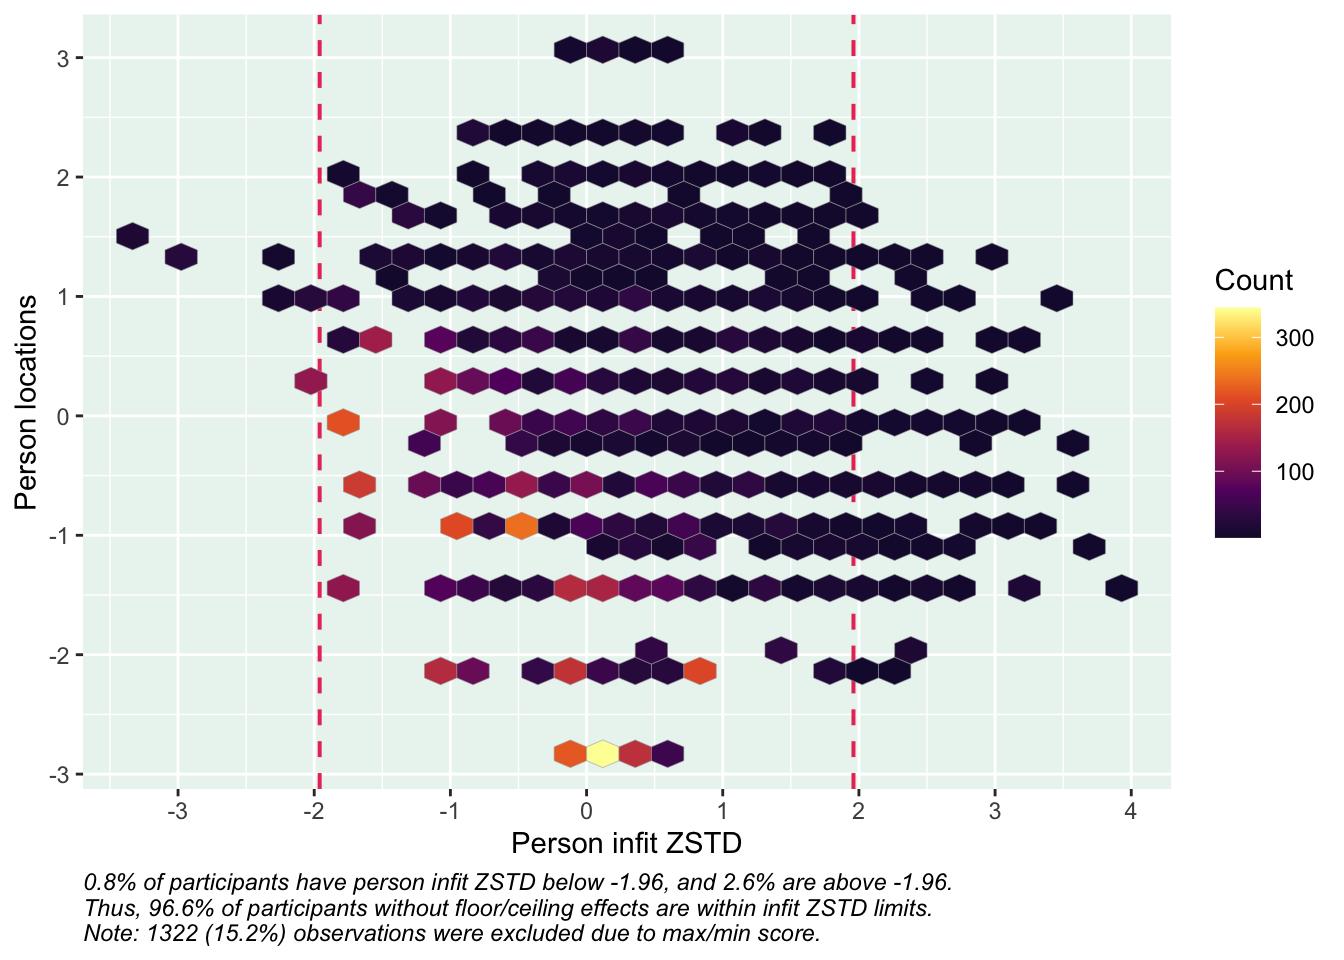 3
2
1
0
-1
-2
-3
Person locations
-3 -2 -1 0 1 2 3 4
Person infit ZSTD
Count
300
200
100
0.8% of participants have person infit ZSTD below -1.96, and 2.6% are above -1.96.
Thus, 96.6% of participants without floor/ceiling effects are within infit ZSTD limits.
Note: 1322 (15.2%) observations were excluded due to max/min score.